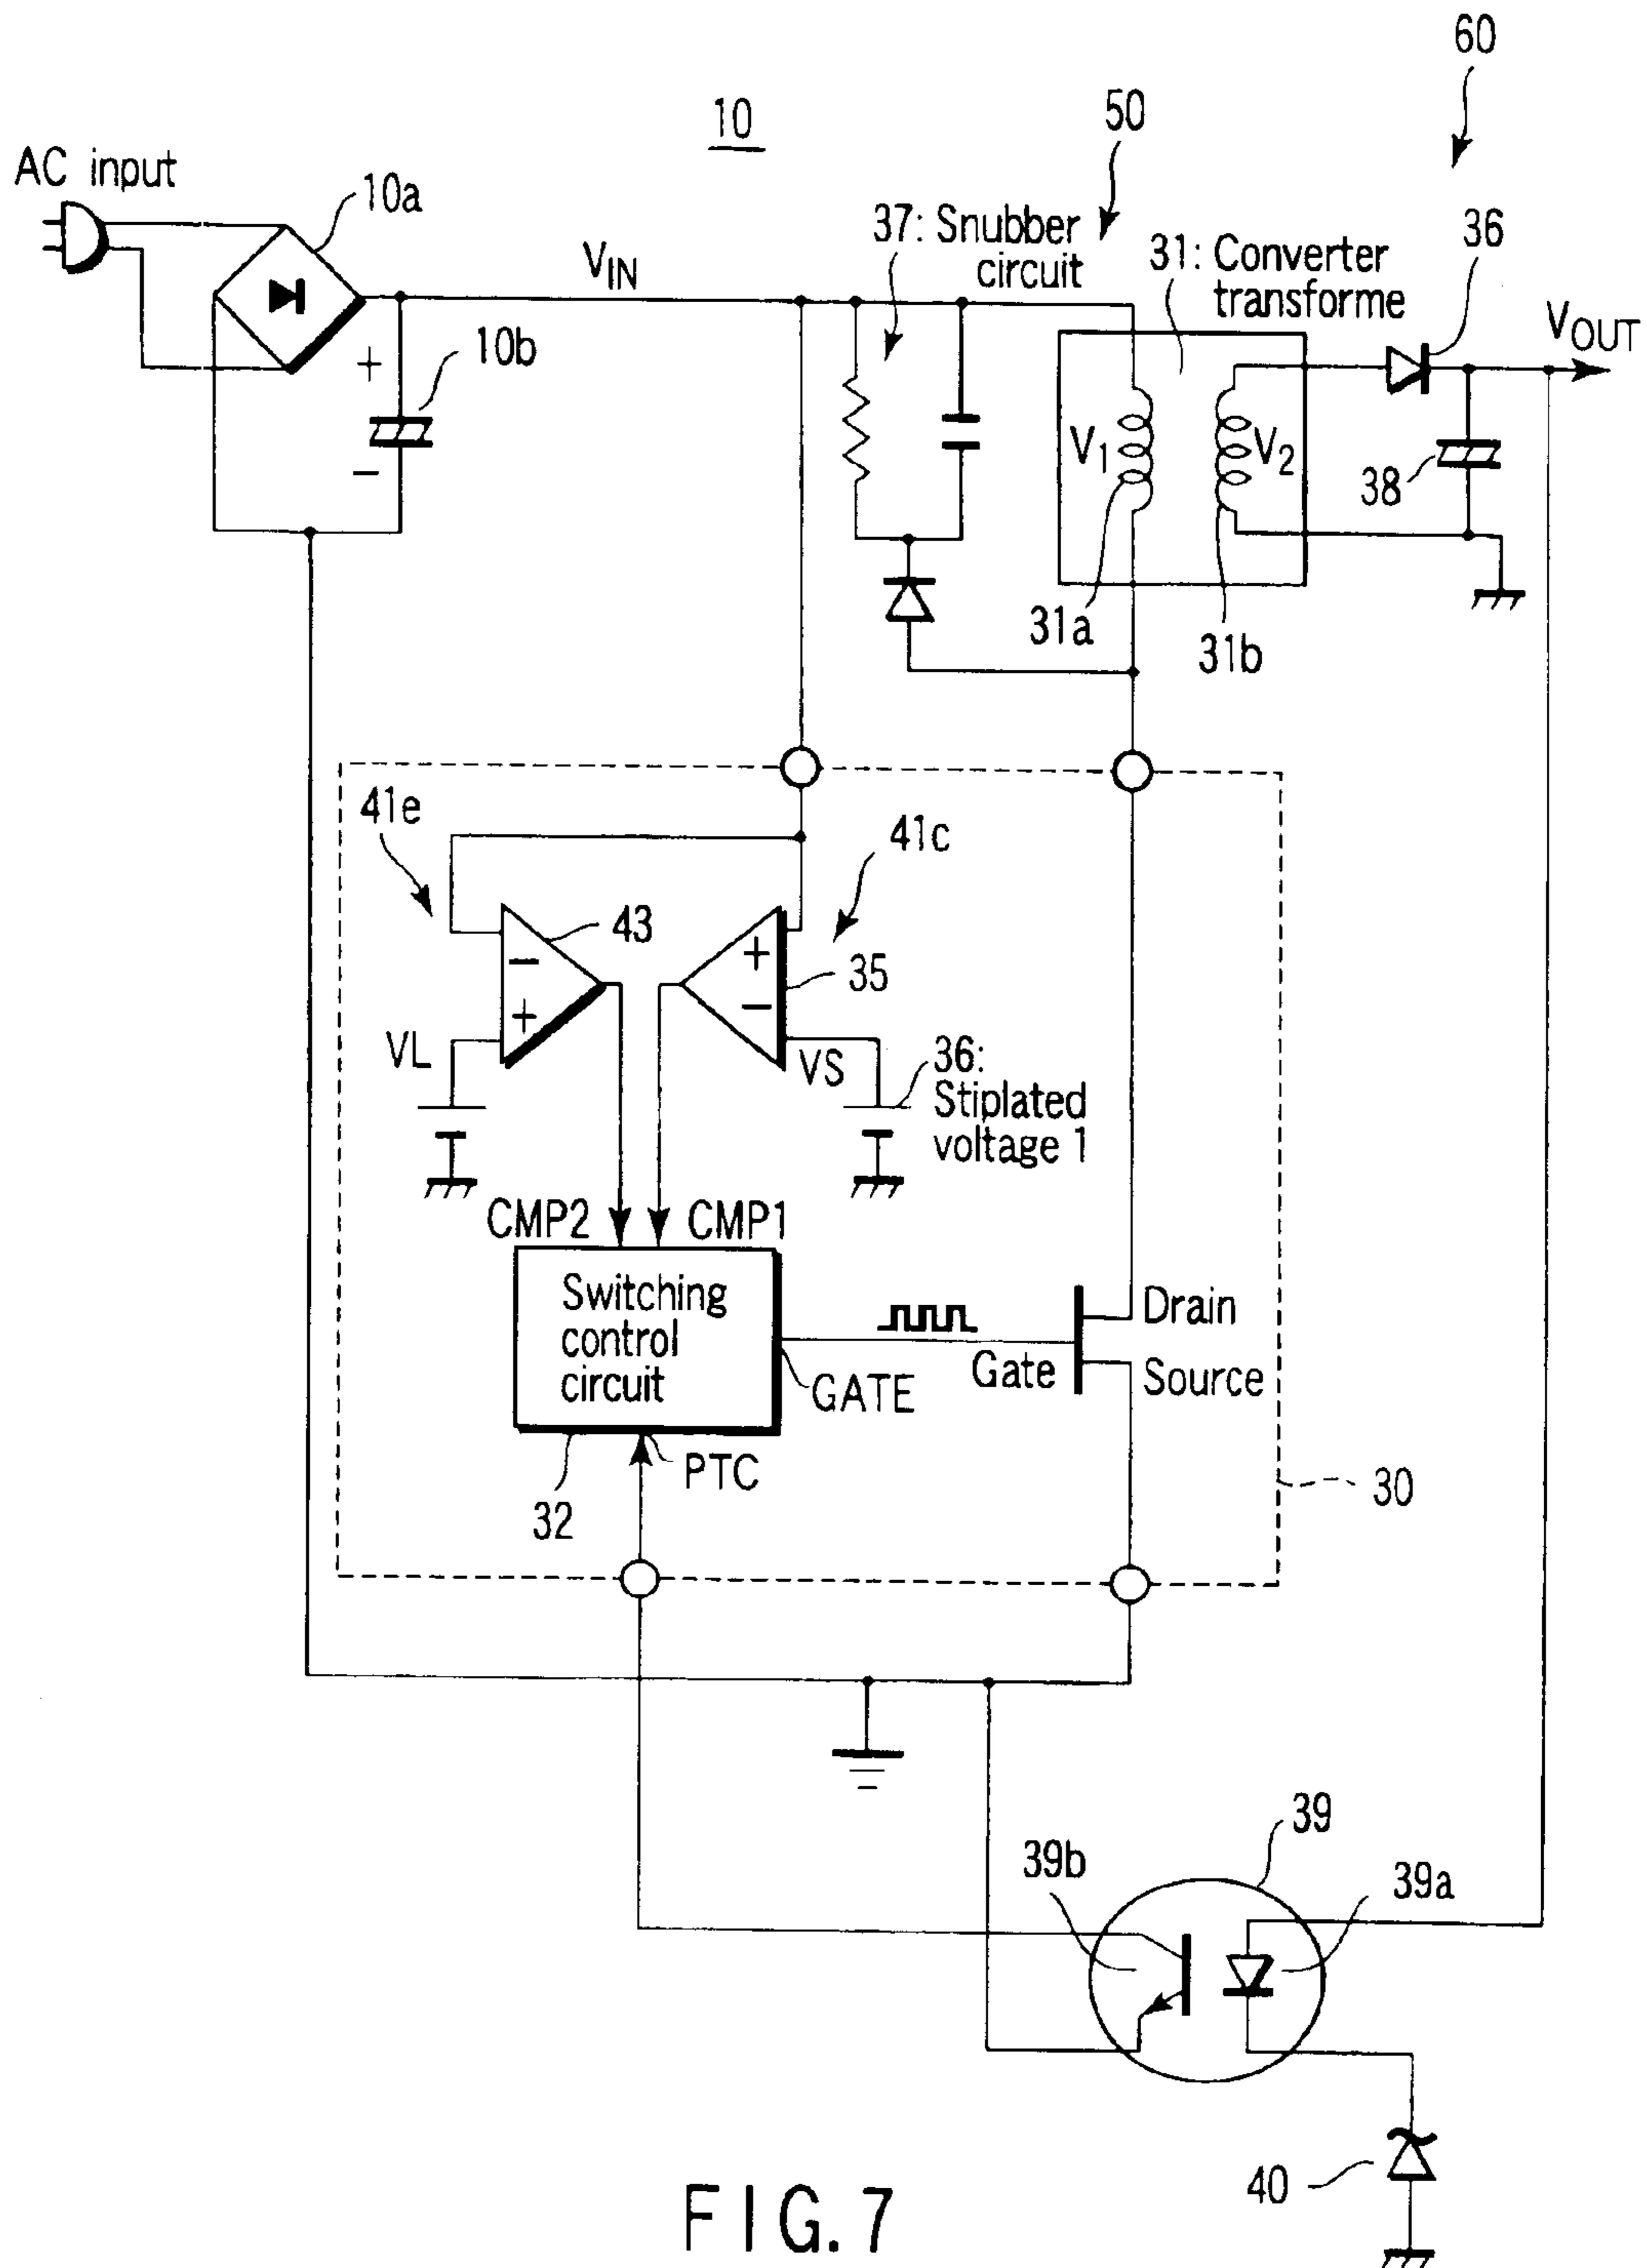 60
10
50
AC input
10a
37: Snubber
circuit
36
VIN
31: Converter
transforme
VOUT
+
10b
−
V1
V2
38
31a
31b
41e
41c
43
−
+
+
−
35
VL
VS
36:
Stiplated
voltage 1
CMP2
CMP1
Switching
control
circuit
GATE
Gate
Drain
Source
PTC
32
30
39
39b
39a
40
FIG. 7